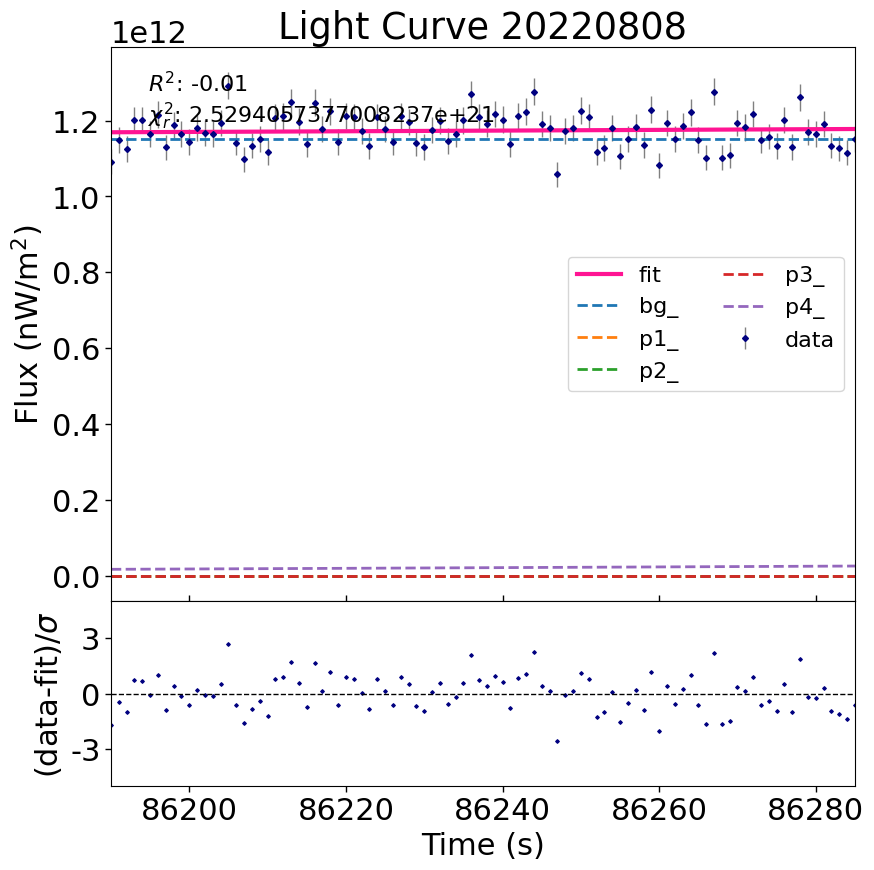 Light Curve 20220808
1e12
R²: -0.01
χ²ᵣ: 2.5294057377008237e+21
1.2
1.0
0.8
0.6
0.4
0.2
0.0
Flux (nW/m²)
fit
bg_
p1_
p2_
p3_
p4_
data
3
0
-3
(data-fit)/σ
86200 86220 86240 86260 86280
Time (s)